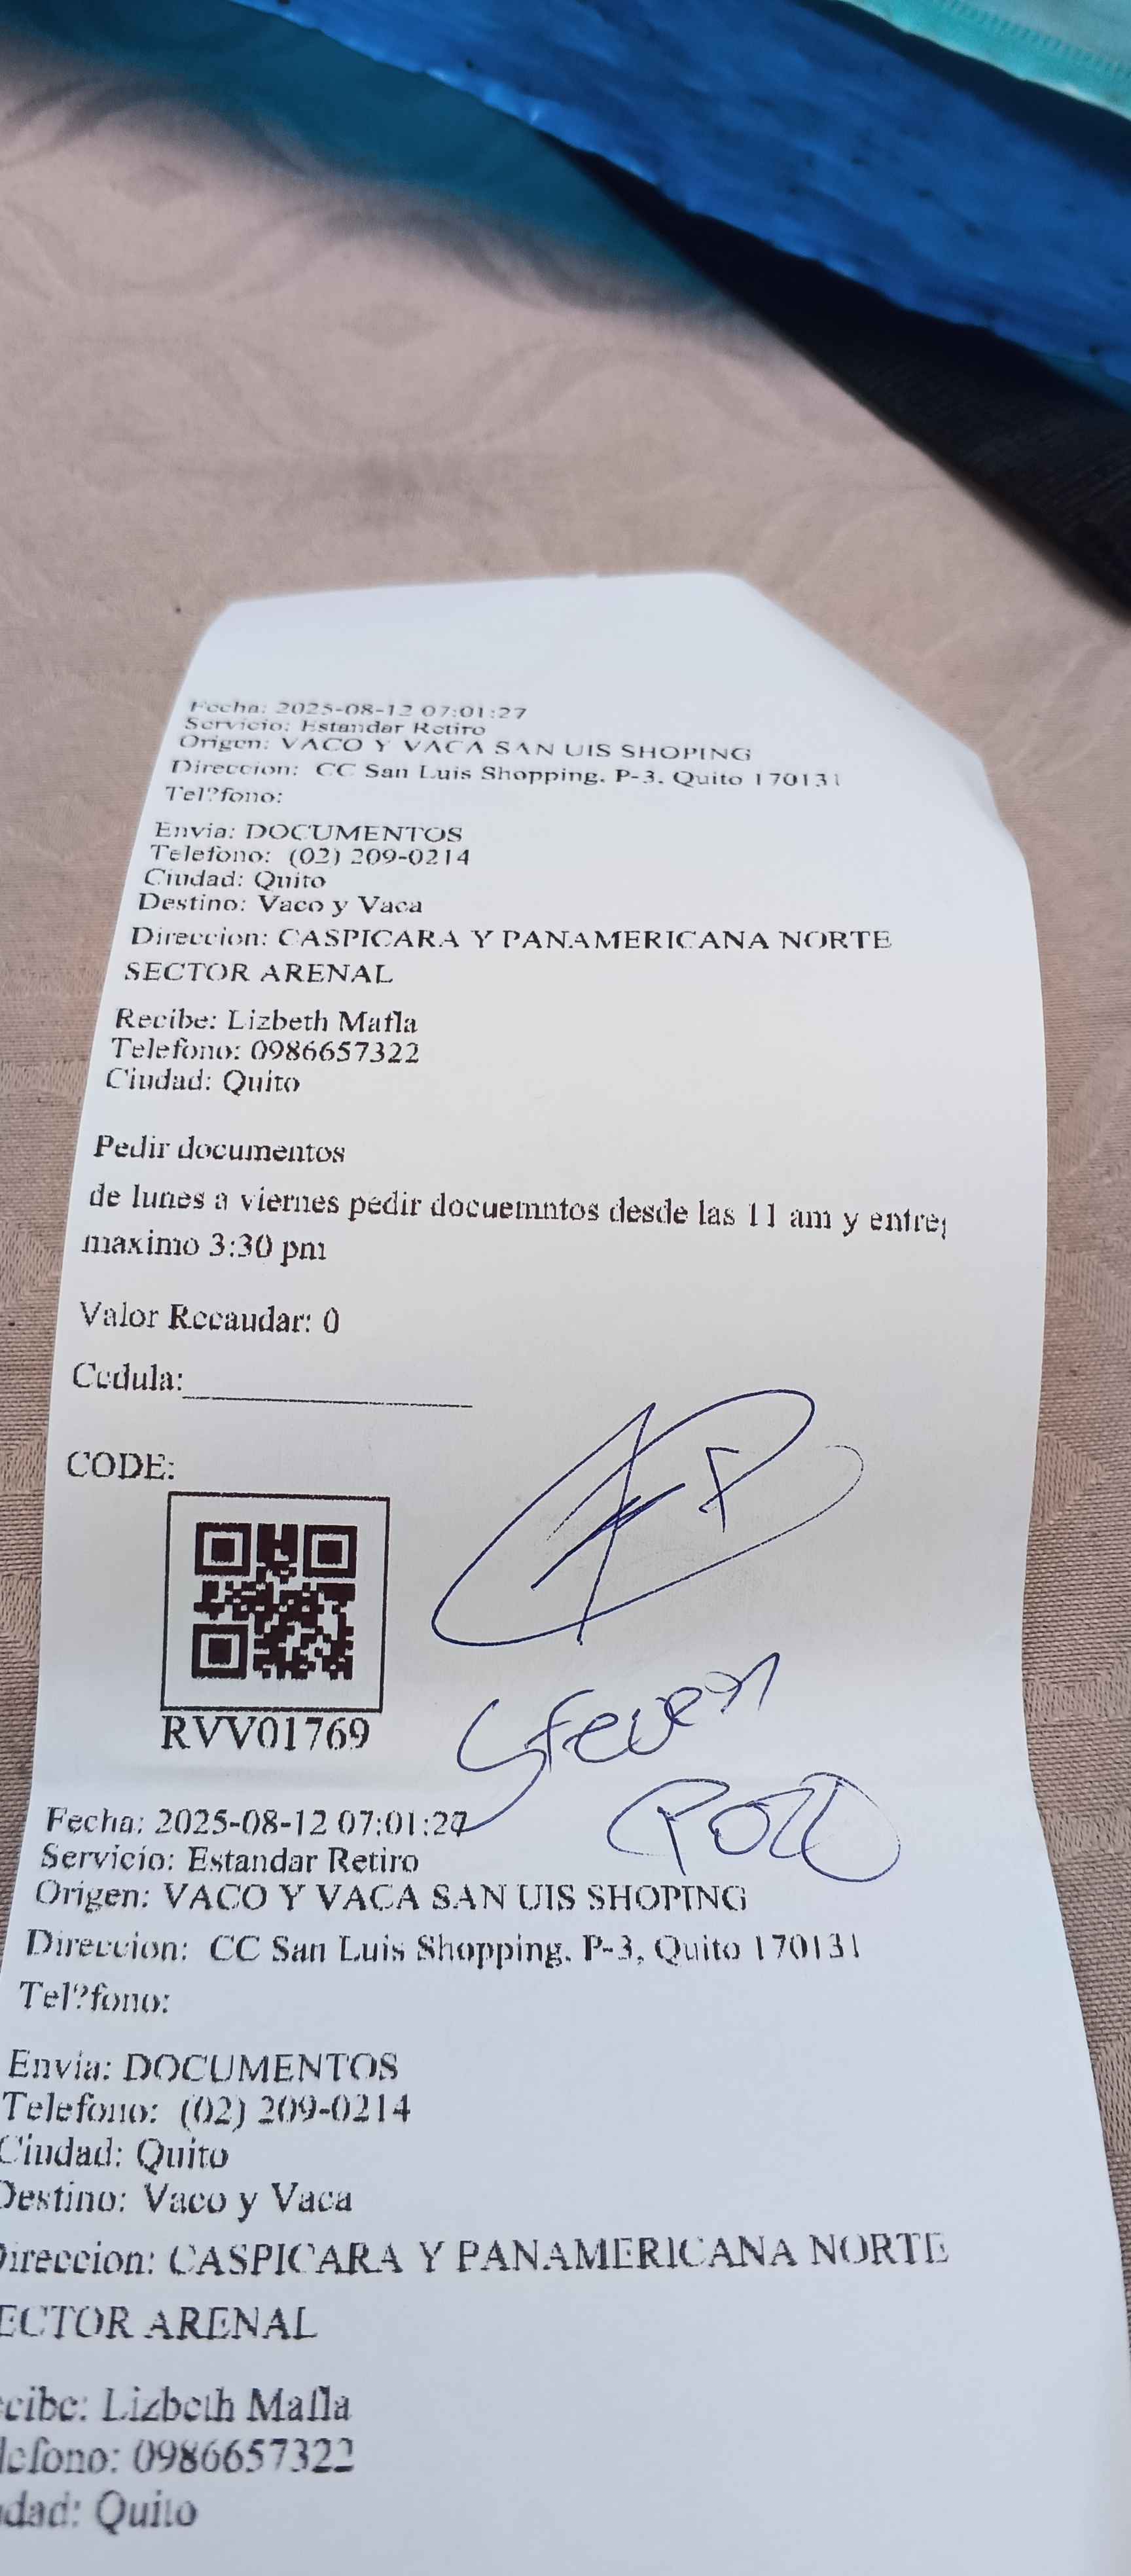 Fecha: 2025-08-12 07:01:27
Servicio: Estandar Retiro
Origen: VACO Y VACA SAN UIS SHOPING
Direccion: CC San Luis Shopping, P-3, Quito 170131
Tel?fono:
Envia: DOCUMENTOS
Telefono: (02) 209-0214
Ciudad: Quito
Destino: Vaco y Vaca
Direccion: CASPICARA Y PANAMERICANA NORTE
SECTOR ARENAL
Recibe: Lizbeth Mafla
Telefono: 0986657322
Ciudad: Quito
Pedir documentos
de lunes a viernes pedir docuemntos desde las 11 am y entre
maximo 3:30 pm
Valor Recaudar: 0
Cedula:
CODE:
RVV01769
Steven
Fecha: 2025-08-12 07:01:27
Servicio: Estandar Retiro
Origen: VACO Y VACA SAN UIS SHOPING
Direccion: CC San Luis Shopping, P-3, Quito 170131
Tel?fono:
Envia: DOCUMENTOS
Telefono: (02) 209-0214
Ciudad: Quito
Destino: Vaco y Vaca
Direccion: CASPICARA Y PANAMERICANA NORTE
ECTOR ARENAL
cibe: Lizbeth Mafla
lefono: 0986657322
dad: Quito